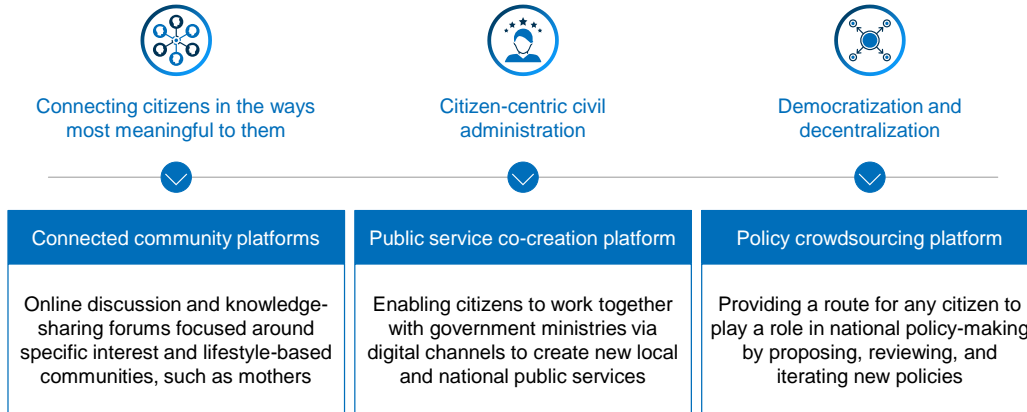 Connecting citizens in the ways
most meaningful to them
Citizen-centric civil
administration
Democratization and
decentralization
Connected community platforms
Public service co-creation platform
Policy crowdsourcing platform
Online discussion and knowledge-
sharing forums focused around
specific interest and lifestyle-based
communities, such as mothers
Enabling citizens to work together
with government ministries via
digital channels to create new local
and national public services
Providing a route for any citizen to
play a role in national policy-making
by proposing, reviewing, and
iterating new policies